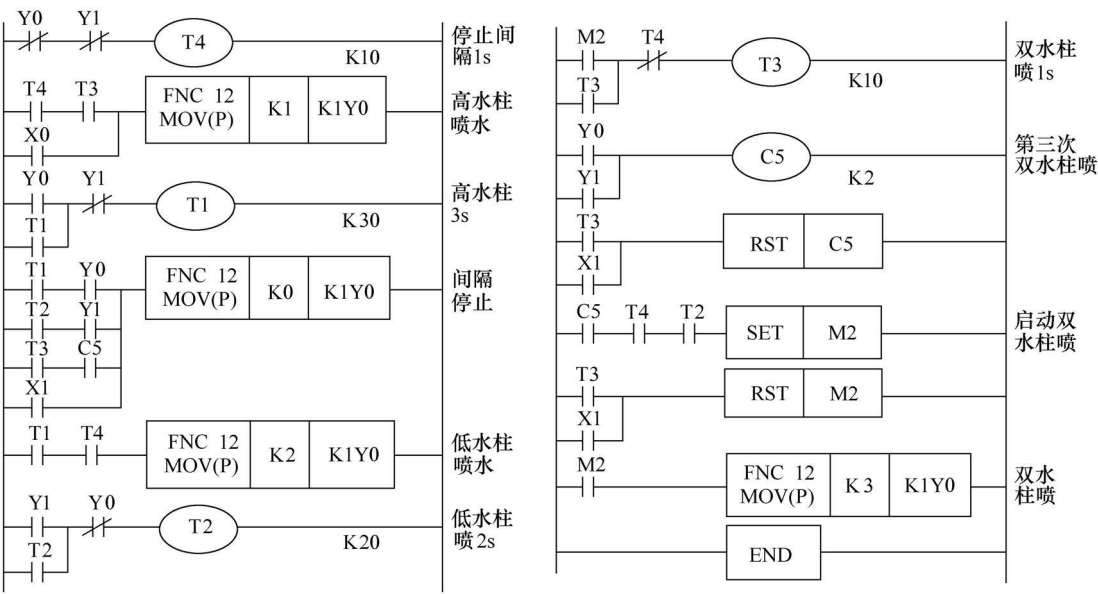 Y0 Y1
T4
K10
停止间
隔1s
T4 T3
X0
FNC 12
MOV(P)
K1
K1Y0
高水柱
喷水
Y0 Y1
T1
T1
K30
高水柱
3s
T1 Y0
T2 Y1
T3 C5
X1
FNC 12
MOV(P)
K0
K1Y0
间隔
停止
T1 T4
FNC 12
MOV(P)
K2
K1Y0
低水柱
喷水
Y1 Y0
T2
T2
K20
低水柱
喷2s
M2 T4
T3
T3
K10
双水柱
喷1s
Y0
Y1
C5
K2
第三次
双水柱喷
T3
X1
RST
C5
C5 T4 T2
SET
M2
启动双
水柱喷
T3
X1
RST
M2
M2
FNC 12
MOV(P)
K3
K1Y0
双水
柱喷
END